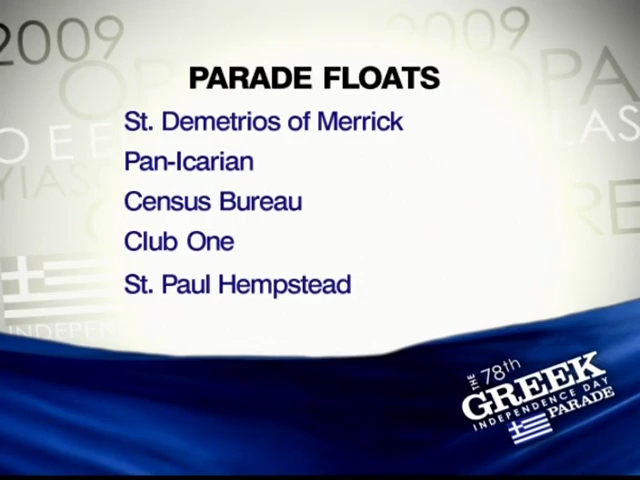 2009
2009
PARADE FLOATS
St. Demetrios of Merrick
Pan-Icarian
Census Bureau
Club One
St. Paul Hempstead
THE 78th
GREEK
INDEPENDENCE DAY
PARADE